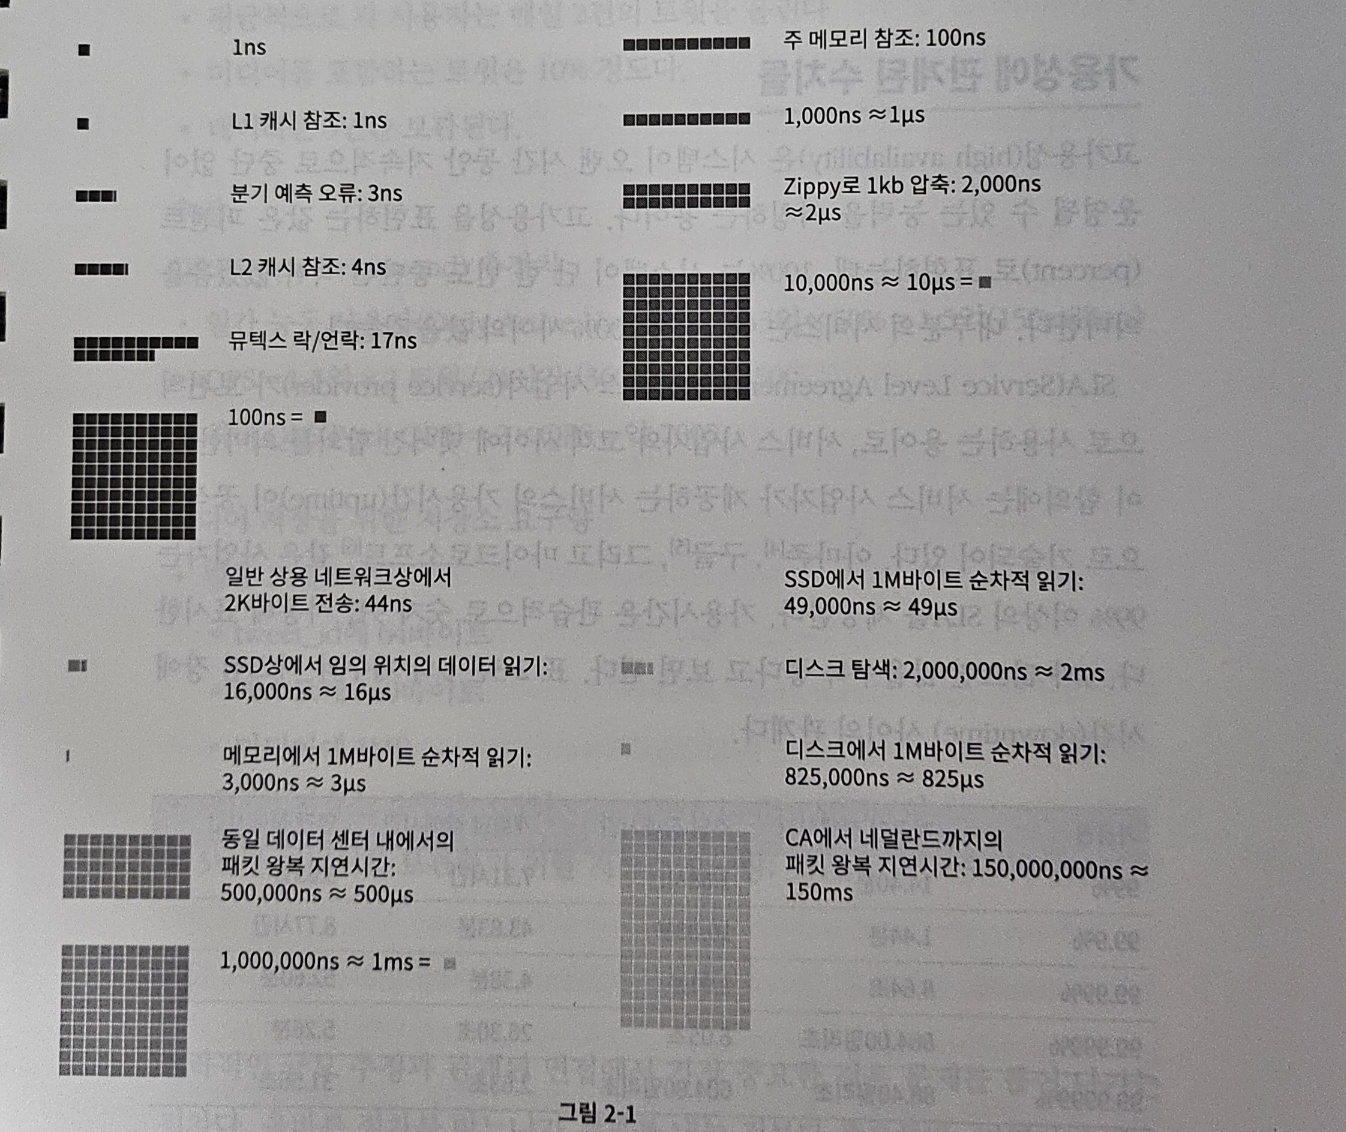 1ns
L1 캐시 참조: 1ns
분기 예측 오류: 3ns
L2 캐시 참조: 4ns
뮤텍스 락/언락: 17ns
100ns =
주 메모리 참조: 100ns
1,000ns ≈1μs
Zippy로 1kb 압축: 2,000ns
≈2μs
10,000ns ≈ 10μs =
일반 상용 네트워크상에서
2K바이트 전송: 44ns
SSD상에서 임의 위치의 데이터 읽기:
16,000ns ≈ 16μs
메모리에서 1M바이트 순차적 읽기:
3,000ns ≈ 3μs
동일 데이터 센터 내에서의
패킷 왕복 지연시간:
500,000ns ≈ 500μs
1,000,000ns ≈ 1ms =
SSD에서 1M바이트 순차적 읽기:
49,000ns ≈ 49μs
디스크 탐색: 2,000,000ns ≈ 2ms
디스크에서 1M바이트 순차적 읽기:
825,000ns ≈ 825μs
CA에서 네덜란드까지의
패킷 왕복 지연시간: 150,000,000ns ≈
150ms
그림 2-1